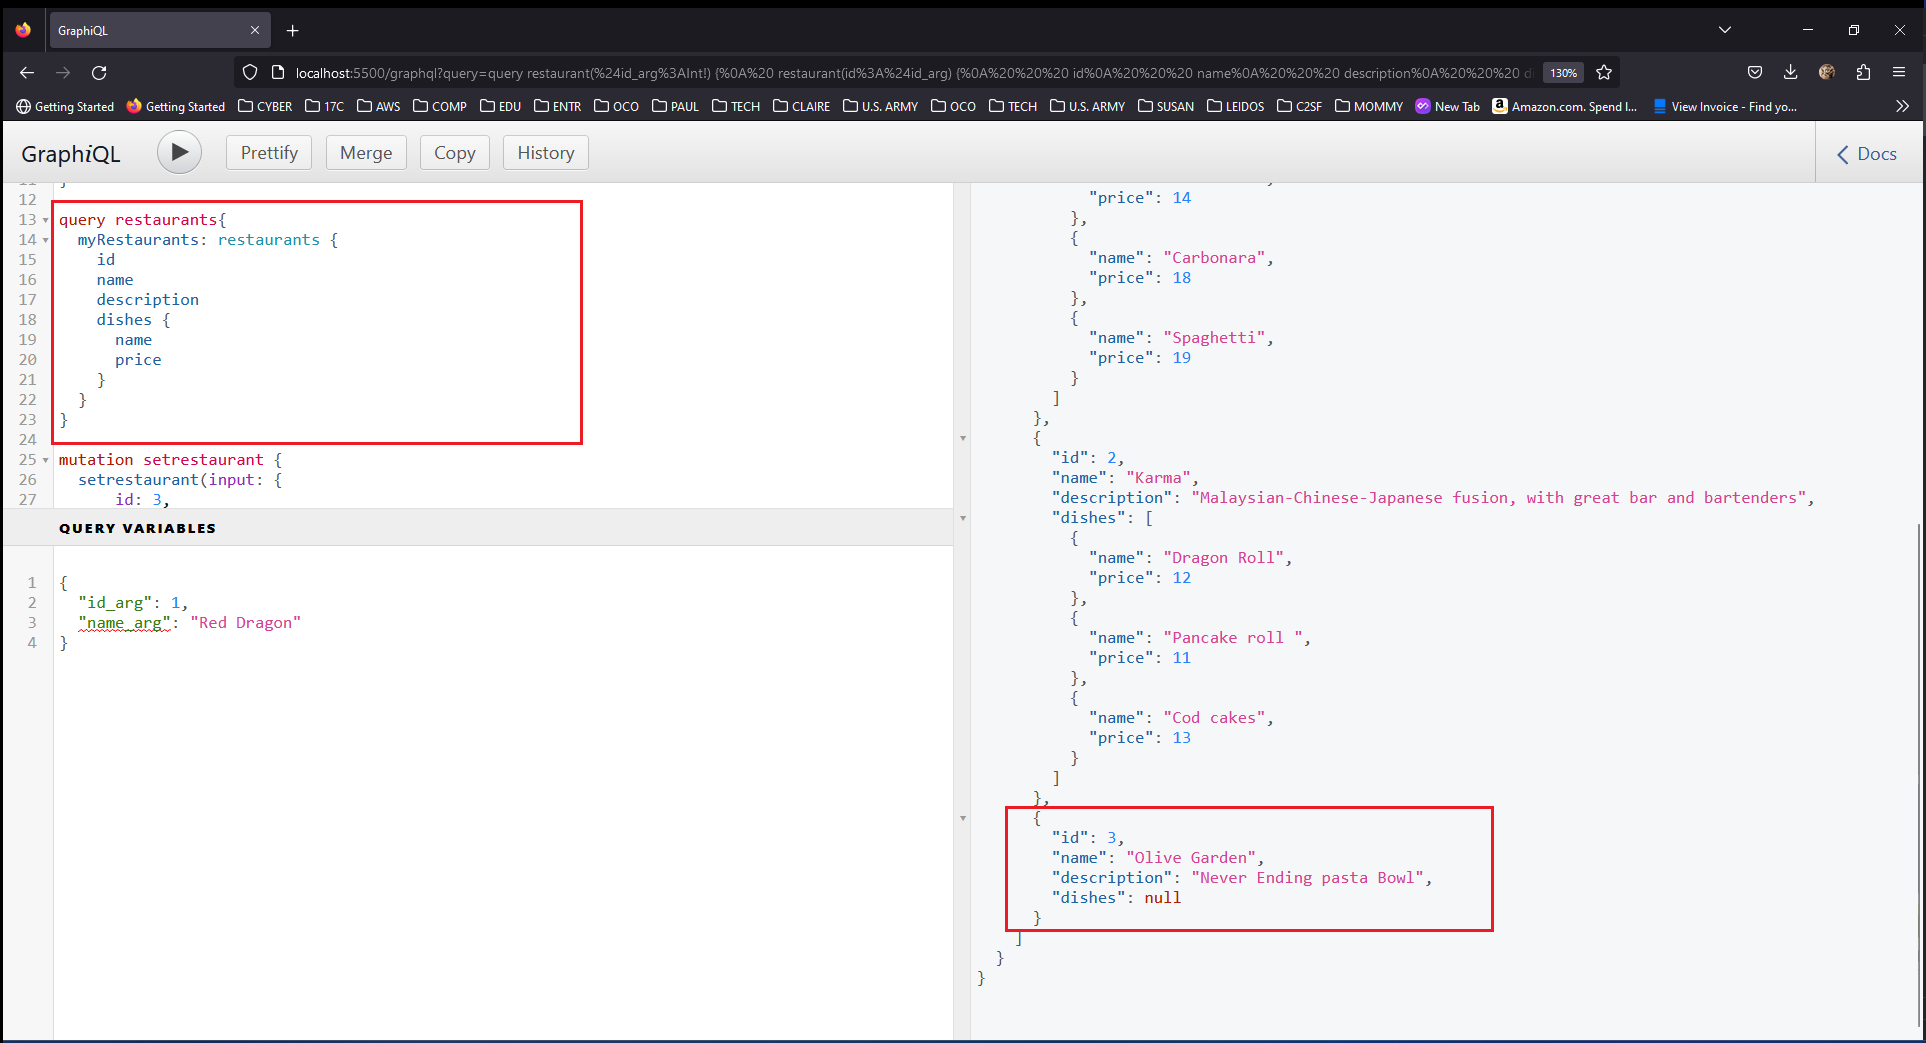 GraphiQL
localhost:5500/graphql?query=query restaurant(%24id_arg%3AInt!) {%0A%20 restaurant(id%3A%24id_arg) {%0A%20%20%20 id%0A%20%20%20 name%0A%20%20%20 description%0A%20%20%20 d
130%
Getting Started
Getting Started
CYBER
17C
AWS
COMP
EDU
ENTR
OCO
PAUL
TECH
CLAIRE
U.S. ARMY
OCO
TECH
U.S. ARMY
SUSAN
LEIDOS
C2SF
MOMMY
New Tab
Amazon.com. Spend l...
View Invoice - Find yo...
GraphiQL
Prettify
Merge
Copy
History
Docs
12
13 query restaurants{
14   myRestaurants: restaurants {
15     id
16     name
17     description
18     dishes {
19       name
20       price
21     }
22   }
23 }
24
25 mutation setrestaurant {
26   setrestaurant(input: {
27       id: 3,
QUERY VARIABLES
1 {
2   "id_arg": 1,
3   "name_arg": "Red Dragon"
4 }
"price": 14
},
{
"name": "Carbonara",
"price": 18
},
{
"name": "Spaghetti",
"price": 19
}
]
},
{
"id": 2,
"name": "Karma",
"description": "Malaysian-Chinese-Japanese fusion, with great bar and bartenders",
"dishes": [
{
"name": "Dragon Roll",
"price": 12
},
{
"name": "Pancake roll ",
"price": 11
},
{
"name": "Cod cakes",
"price": 13
}
]
},
{
"id": 3,
"name": "Olive Garden",
"description": "Never Ending pasta Bowl",
"dishes": null
}
]
}
}